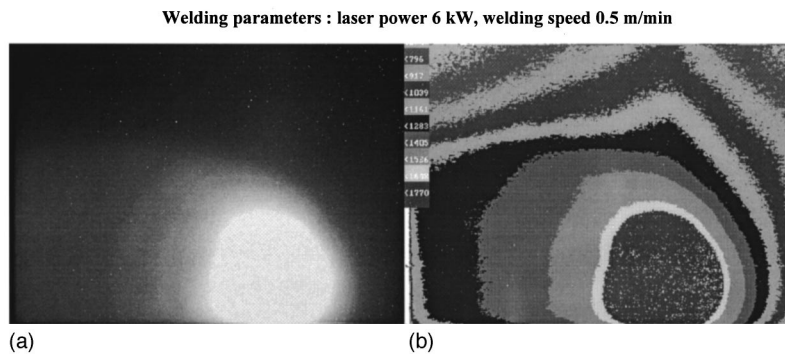 Welding parameters : laser power 6 kW, welding speed 0.5 m/min
<796
<917
<1039
<1161
<1283
<1405
<1526
<1770
(a)
(b)